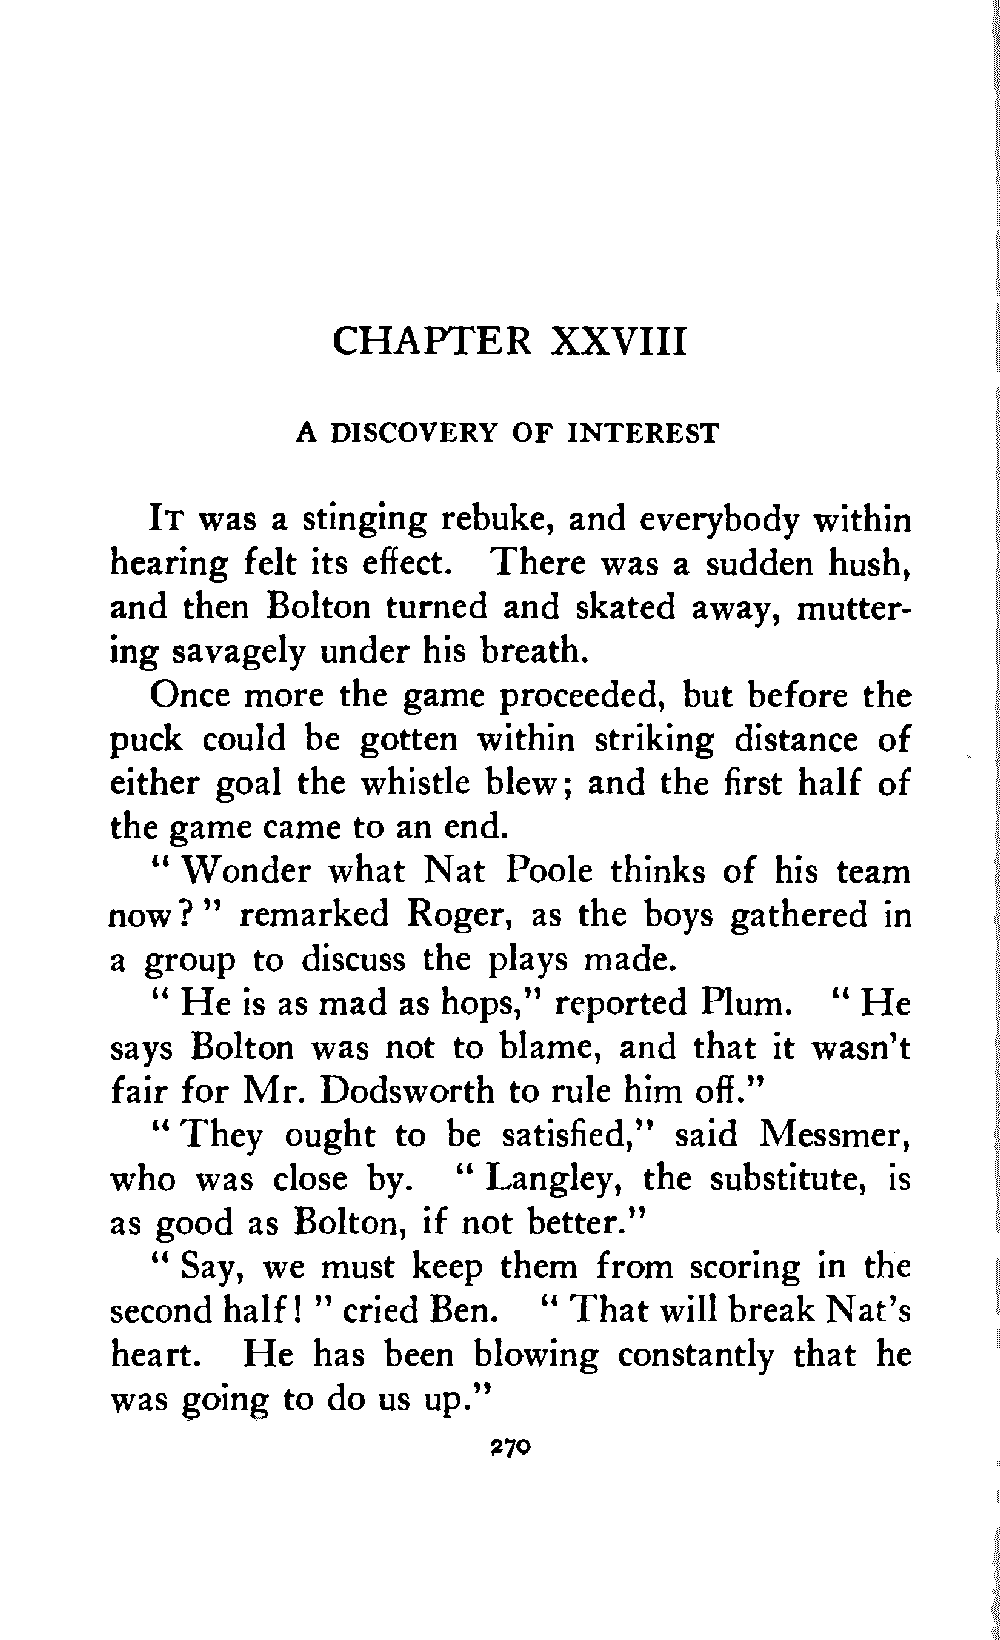 CHAPTER XXVIII
A DISCOVERY OF INTEREST
IT was a stinging rebuke, and everybody within
hearing felt its effect. There was a sudden hush,
and then Bolton turned and skated away, mutter-
ing savagely under his breath.
Once more the game proceeded, but before the
puck could be gotten within striking distance of
either goal the whistle blew; and the first half of
the game came to an end.
" Wonder what Nat Poole thinks of his team
now? " remarked Roger, as the boys gathered in
a group to discuss the plays made.
" He is as mad as hops," reported Plum. " He
says Bolton was not to blame, and that it wasn't
fair for Mr. Dodsworth to rule him off."
" They ought to be satisfied," said Messmer,
who was close by. " Langley, the substitute, is
as good as Bolton, if not better."
" Say, we must keep them from scoring in the
second half! " cried Ben. " That will break Nat's
heart. He has been blowing constantly that he
was going to do us up."
270